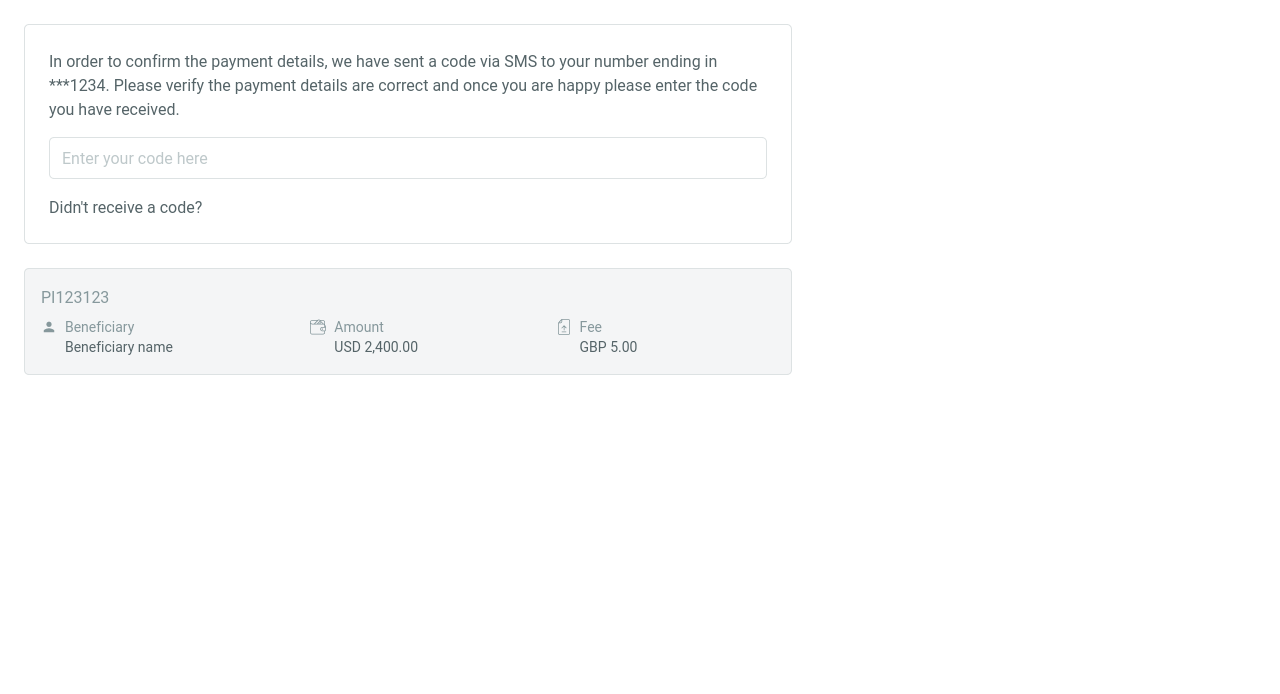 In order to confirm the payment details, we have sent a code via SMS to your number ending in
***1234. Please verify the payment details are correct and once you are happy please enter the code
you have received.
Enter your code here
Didn't receive a code?
PI123123
Beneficiary
Beneficiary name
Amount
USD 2,400.00
Fee
GBP 5.00